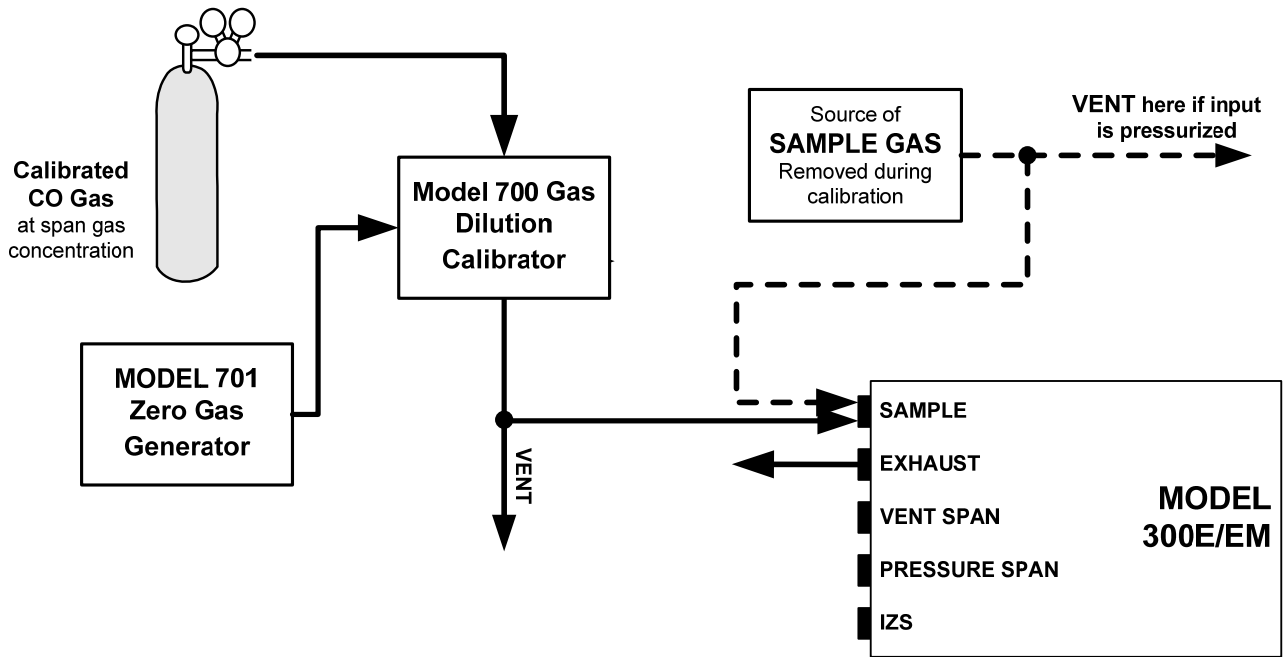 Calibrated
CO Gas
at span gas
concentration
Model 700 Gas
Dilution
Calibrator
MODEL 701
Zero Gas
Generator
VENT
Source of
SAMPLE GAS
Removed during
calibration
VENT here if input
is pressurized
SAMPLE
EXHAUST
VENT SPAN
PRESSURE SPAN
IZS
MODEL
300E/EM